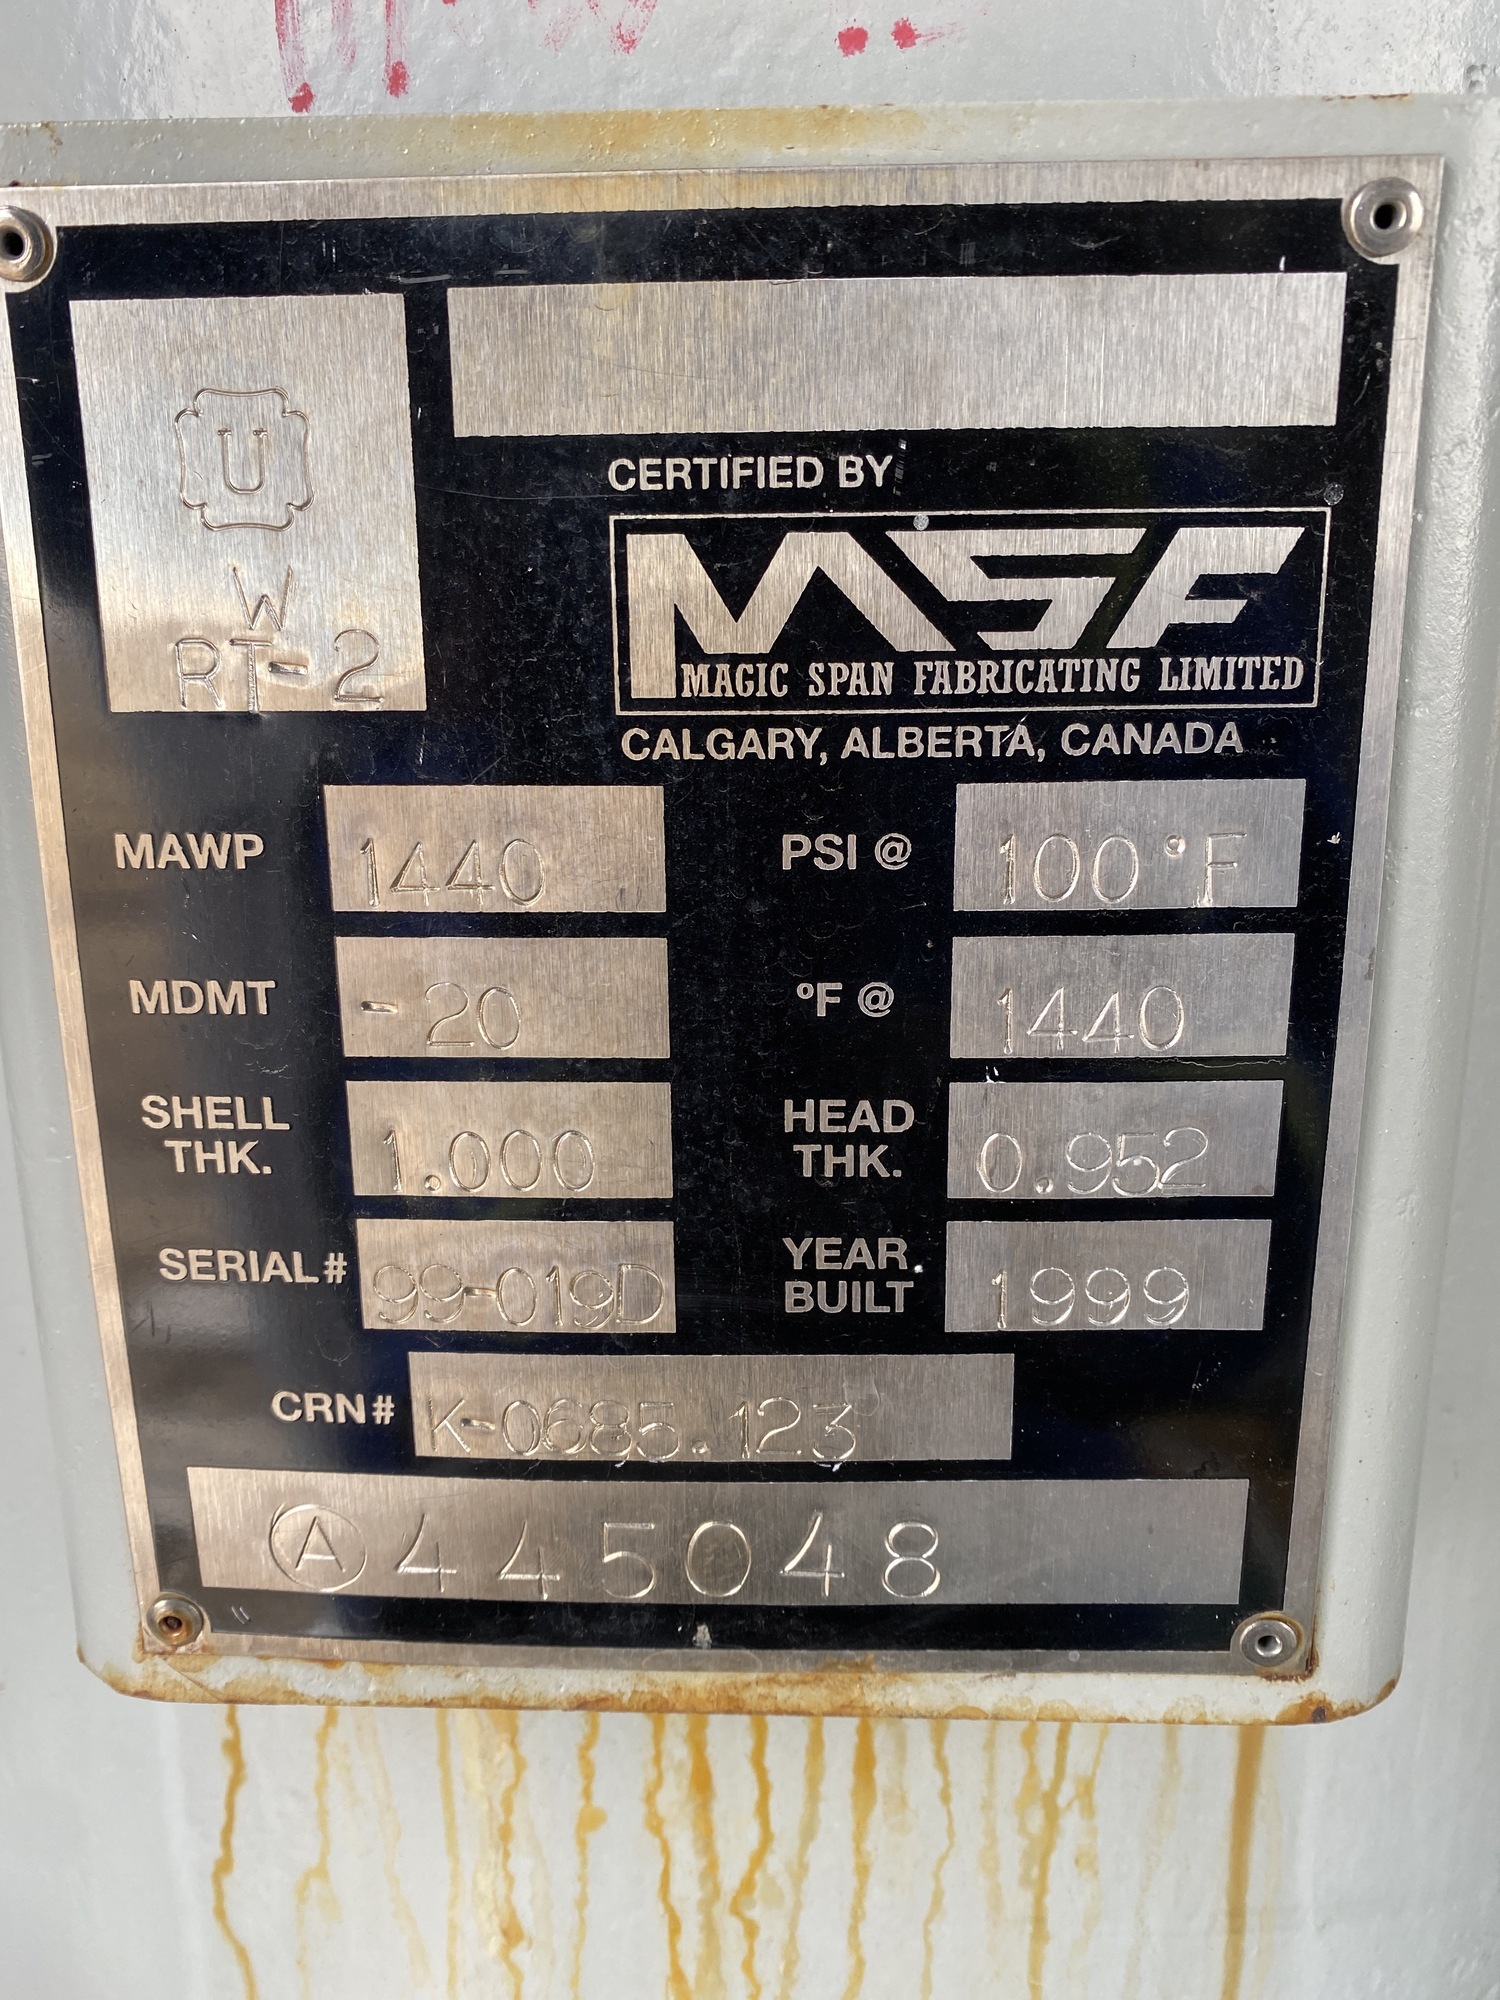 U
W
RT-2
CERTIFIED BY
MSF
MAGIC SPAN FABRICATING LIMITED
CALGARY, ALBERTA, CANADA
MAWP 1440 PSI @ 100°F
MDMT -20 ºF @ 1440
SHELL THK. 1.000 HEAD THK. 0.952
SERIAL# 99-019D YEAR BUILT 1999
CRN# K-0685.123
A 445048